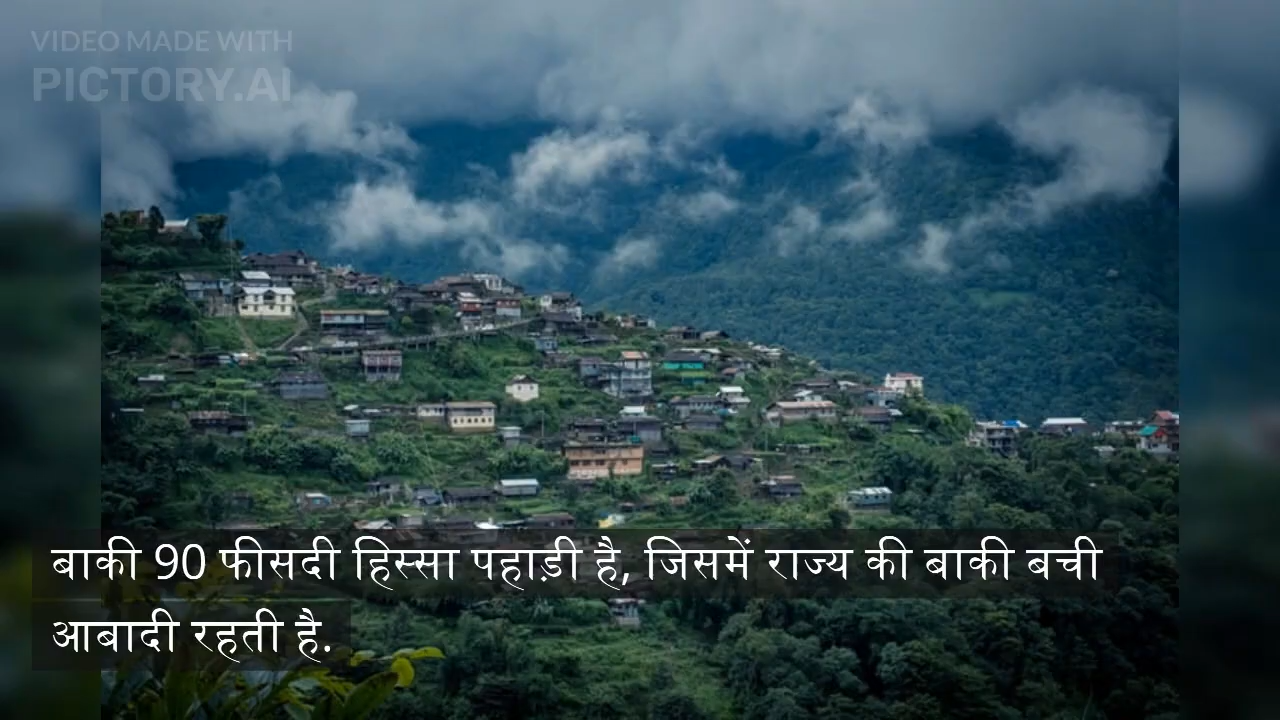 VIDEO MADE WITH
PICTORY.AI
बाकी 90 फीसदी हिस्सा पहाड़ी है, जिसमें राज्य की बाकी बची
आबादी रहती है.